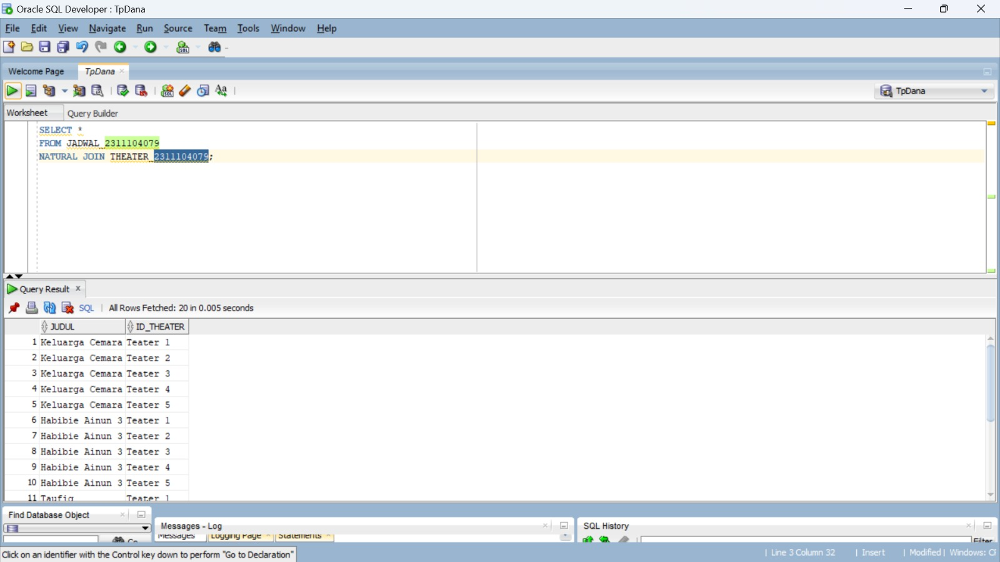 Oracle SQL Developer : TpDana
File Edit View Navigate Run Source Team Tools Window Help
Welcome Page TpDana
TpDana
Worksheet Query Builder
SELECT *
FROM JADWAL_2311104079
NATURAL JOIN THEATER_2311104079;
Query Result
SQL All Rows Fetched: 20 in 0.005 seconds
JUDUL ID_THEATER
1 Keluarga Cemara Teater 1
2 Keluarga Cemara Teater 2
3 Keluarga Cemara Teater 3
4 Keluarga Cemara Teater 4
5 Keluarga Cemara Teater 5
6 Habibie Ainun 3 Teater 1
7 Habibie Ainun 3 Teater 2
8 Habibie Ainun 3 Teater 3
9 Habibie Ainun 3 Teater 4
10 Habibie Ainun 3 Teater 5
11 Taufiq Teater 1
Find Database Object
Messages - Log
SQL History
Messages Logging Page Statements
Go
Filter
Click on an identifier with the Control key down to perform "Go to Declaration"
Line 3 Column 32 | Insert | Modified | Windows: